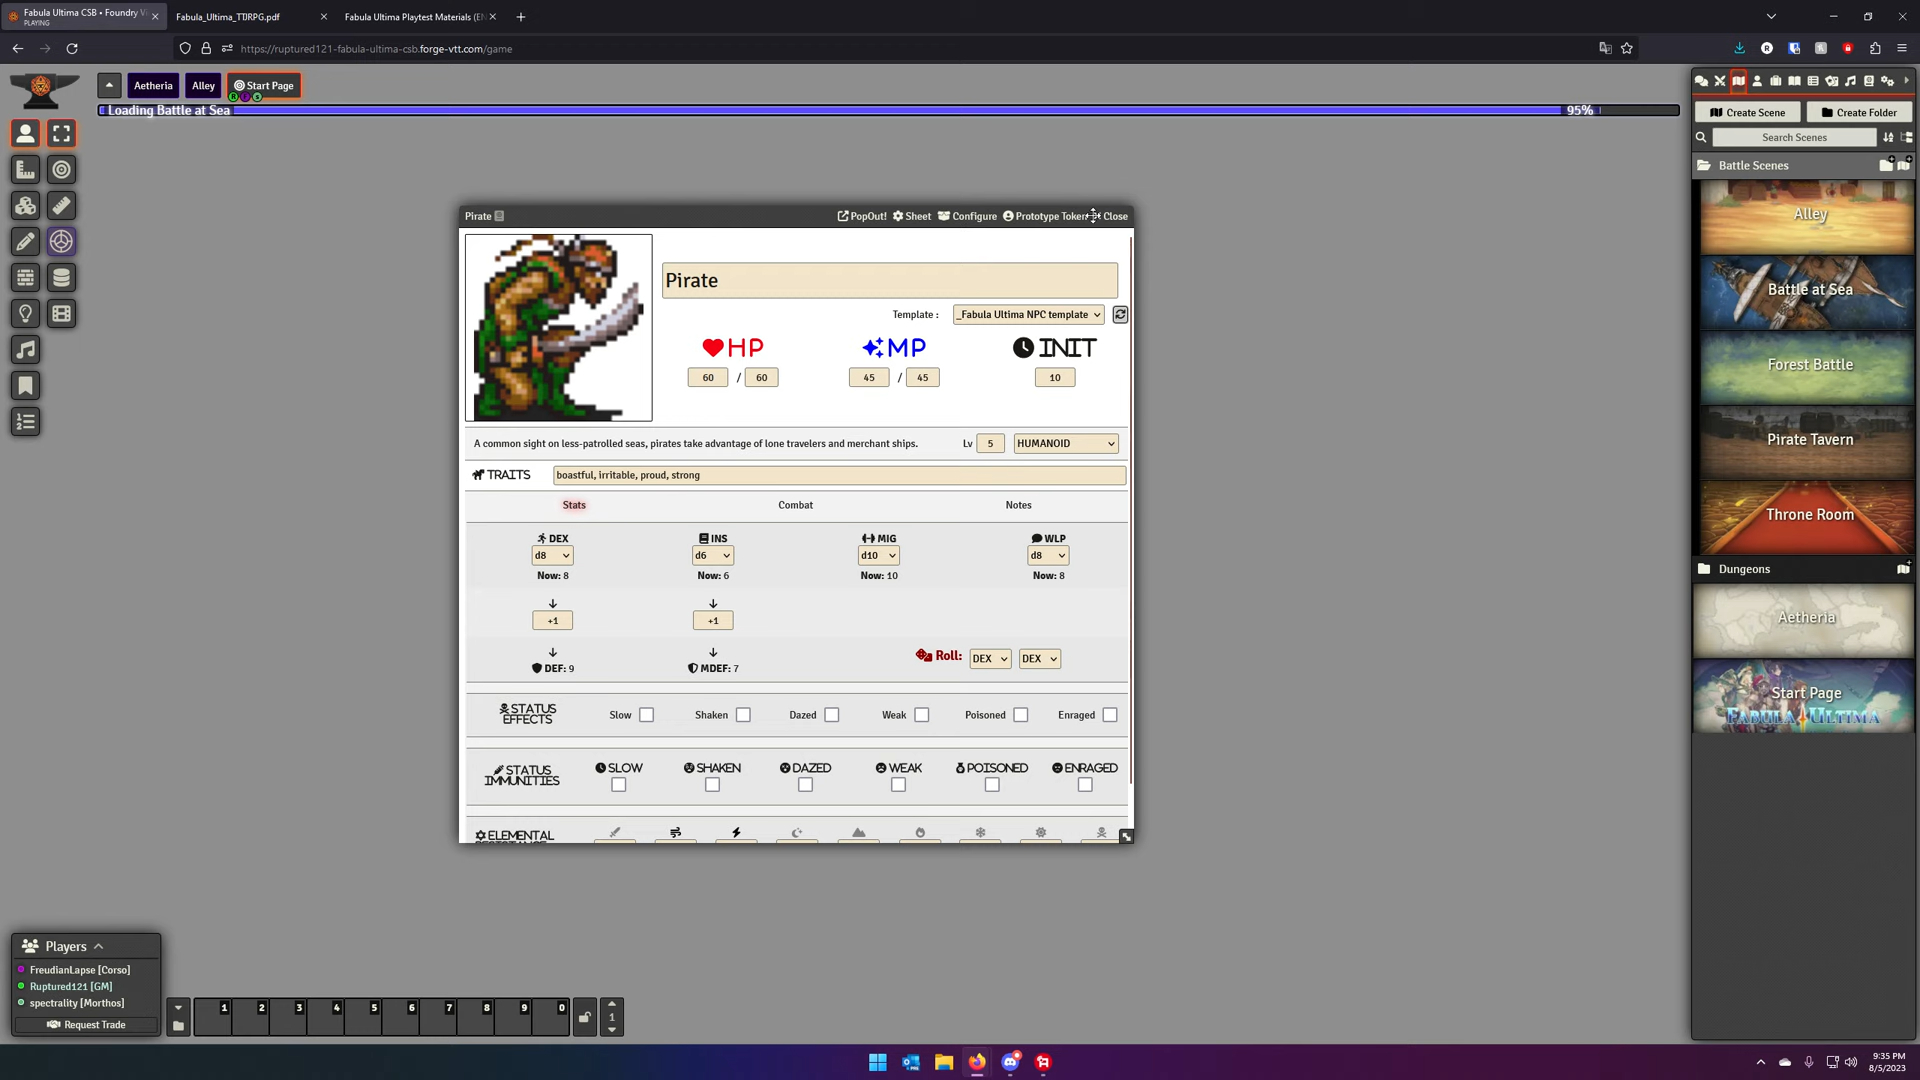 Fabula Ultima CSB • Foundry Vi
PLAYING
Fabula_Ultima_TTJRPG.pdf
Fabula Ultima Playtest Materials (EN
https://ruptured121-fabula-ultima-csb.forge-vtt.com/game
Aetheria
Alley
Start Page
Loading Battle at Sea
95%
Create Scene
Create Folder
Search Scenes
Battle Scenes
Alley
Battle at Sea
Forest Battle
Pirate Tavern
Throne Room
Dungeons
Aetheria
Start Page
FABULA ULTIMA
Pirate
PopOut!
Sheet
Configure
Prototype Token
Close
Pirate
Template :
_Fabula Ultima NPC template
HP
MP
INIT
60 / 60
45 / 45
10
A common sight on less-patrolled seas, pirates take advantage of lone travelers and merchant ships.
Lv 5
HUMANOID
TRAITS
boastful, irritable, proud, strong
Stats
Combat
Notes
DEX
INS
MIG
WLP
d8
d6
d10
d8
Now: 8
Now: 6
Now: 10
Now: 8
+1
+1
DEF: 9
MDEF: 7
Roll:
DEX
DEX
STATUS EFFECTS
Slow
Shaken
Dazed
Weak
Poisoned
Enraged
STATUS IMMUNITIES
SLOW
SHAKEN
DAZED
WEAK
POISONED
ENRAGED
ELEMENTAL
Players
FreudianLapse [Corso]
Ruptured121 [GM]
spectrality [Morthos]
Request Trade
1 2 3 4 5 6 7 8 9 0
1
9:35 PM
8/5/2023